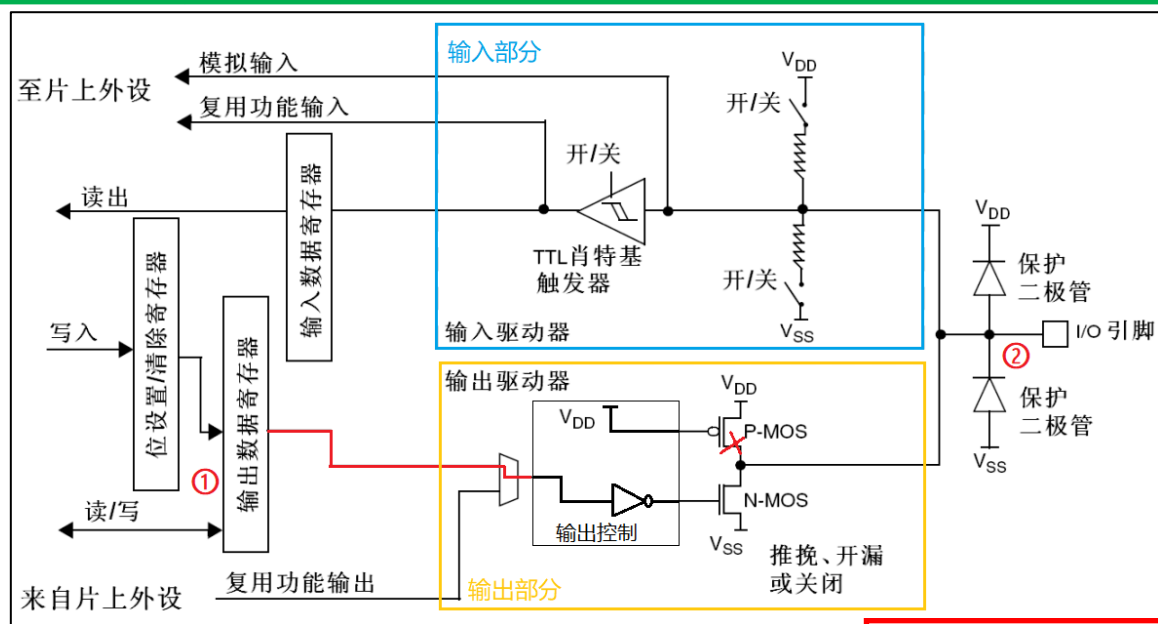 输入部分
模拟输入
至片上外设
复用功能输入
V_DD
开/关
开/关
读出
输入数据寄存器
TTL肖特基
触发器
开/关
V_SS
输入驱动器
V_DD
保护
二极管
I/O 引脚
②
保护
二极管
V_SS
写入
位设置/清除寄存器
输出数据寄存器
①
读/写
输出驱动器
V_DD
V_DD
P-MOS
N-MOS
V_SS
输出控制
推挽、开漏
或关闭
复用功能输出
来自片上外设
输出部分